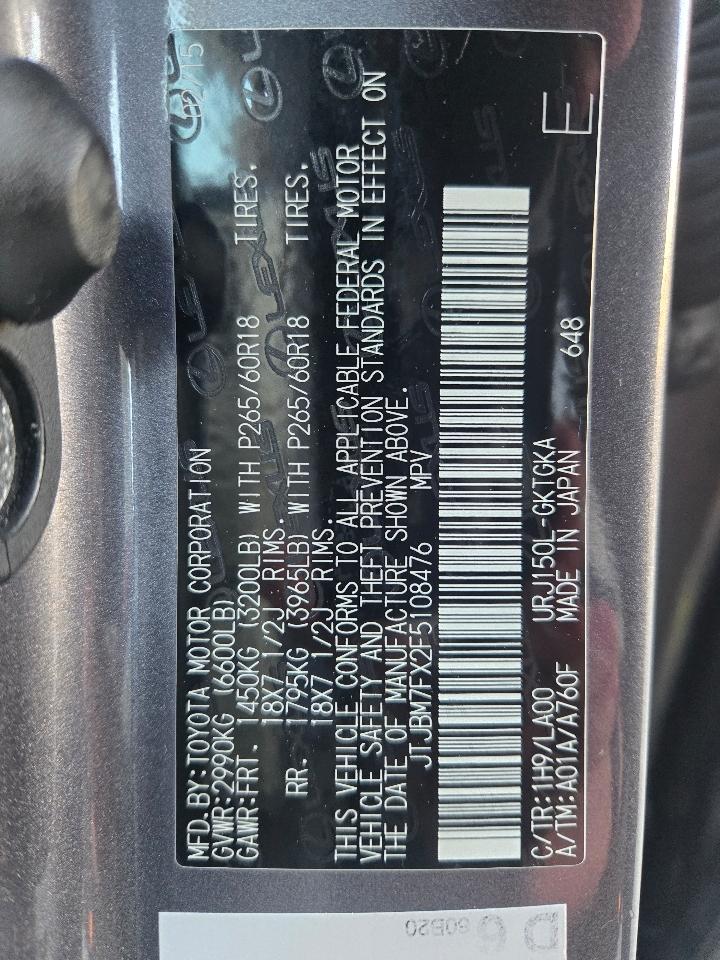 MFD. BY: TOYOTA MOTOR CORPORATION /15
GVWR: 2990KG (6600LB)
GAWR: FRT. 1450KG (3200LB) WITH P265/60R18 TIRES.
18X7 1/2J RIMS.
RR. 1795KG (3965LB) WITH P265/60R18 TIRES.
18X7 1/2J RIMS.
THIS VEHICLE CONFORMS TO ALL APPLICABLE FEDERAL MOTOR
VEHICLE SAFETY AND THEFT PREVENTION STANDARDS IN EFFECT ON
THE DATE OF MANUFACTURE SHOWN ABOVE.
JTJBM7FX2F5108476 MPV
C/TR: 1H9/LA00 URJ150L-GKTGKA
A/TM: A01A/A760F MADE IN JAPAN 648
E